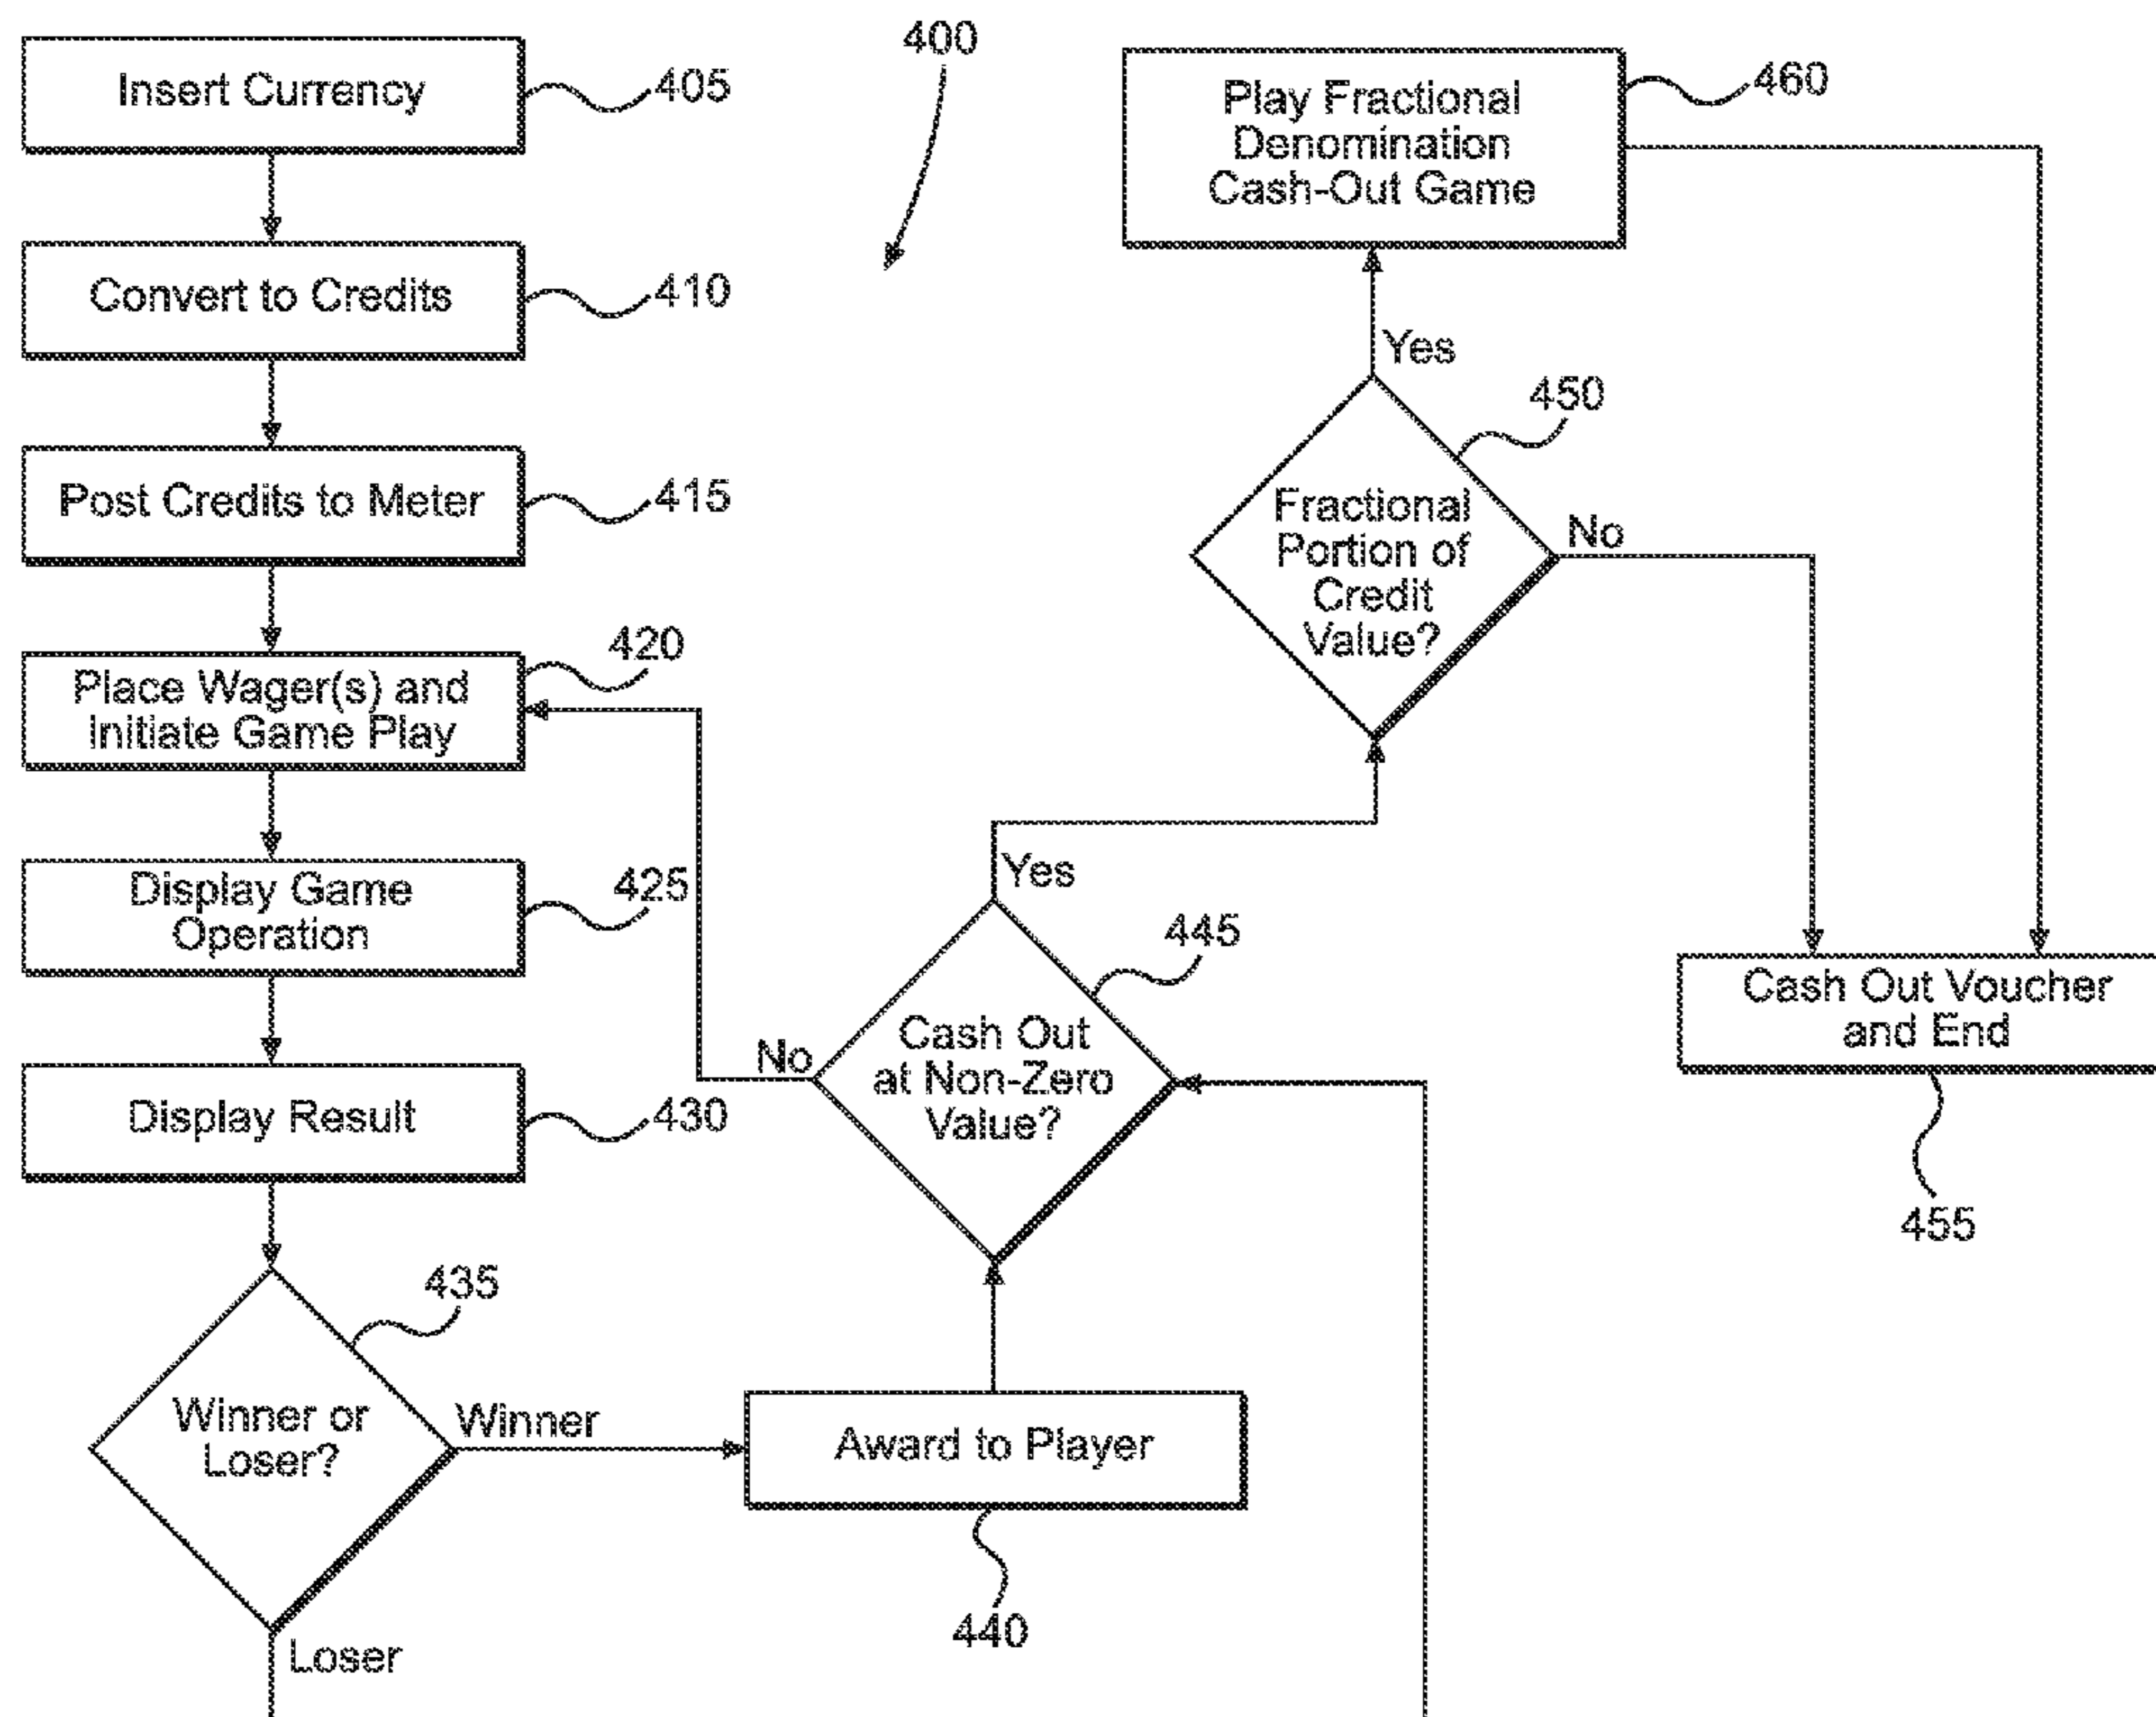 400
Insert Currency
405
Convert to Credits
410
Post Credits to Meter
415
Place Wager(s) and
Initiate Game Play
420
Display Game
Operation
425
Display Result
430
Winner or
Loser?
435
Winner
Loser
Award to Player
440
Cash Out
at Non-Zero
Value?
445
No
Yes
Fractional
Portion of
Credit
Value?
450
Yes
No
Play Fractional
Denomination
Cash-Out Game
460
Cash Out Voucher
and End
455